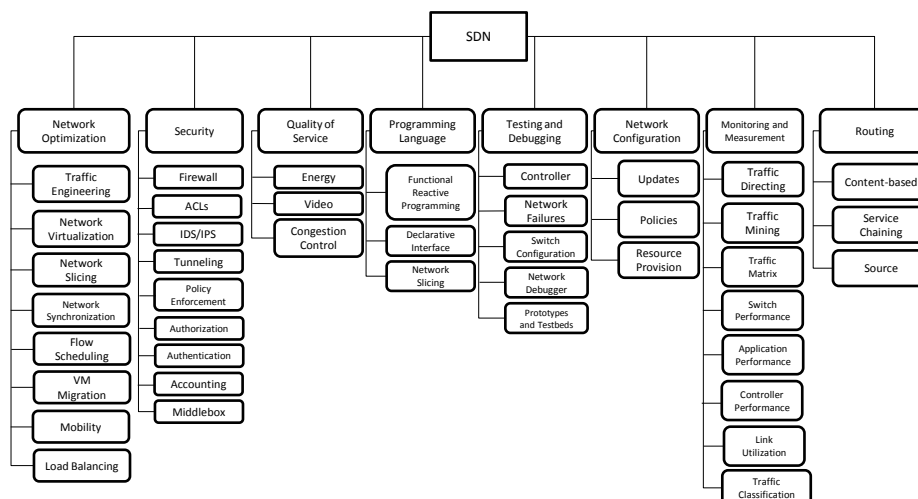 SDN
Network
Optimization
Traffic
Engineering
Network
Virtualization
Network
Slicing
Network
Synchronization
Flow
Scheduling
VM
Migration
Mobility
Load Balancing
Security
Firewall
ACLs
IDS/IPS
Tunneling
Policy
Enforcement
Authorization
Authentication
Accounting
Middlebox
Quality of
Service
Energy
Video
Congestion
Control
Programming
Language
Functional
Reactive
Programming
Declarative
Interface
Network
Slicing
Testing and
Debugging
Controller
Network
Failures
Switch
Configuration
Network
Debugger
Prototypes
and Testbeds
Network
Configuration
Updates
Policies
Resource
Provision
Monitoring and
Measurement
Traffic
Directing
Traffic
Mining
Traffic
Matrix
Switch
Performance
Application
Performance
Controller
Performance
Link
Utilization
Traffic
Classification
Routing
Content-based
Service
Chaining
Source